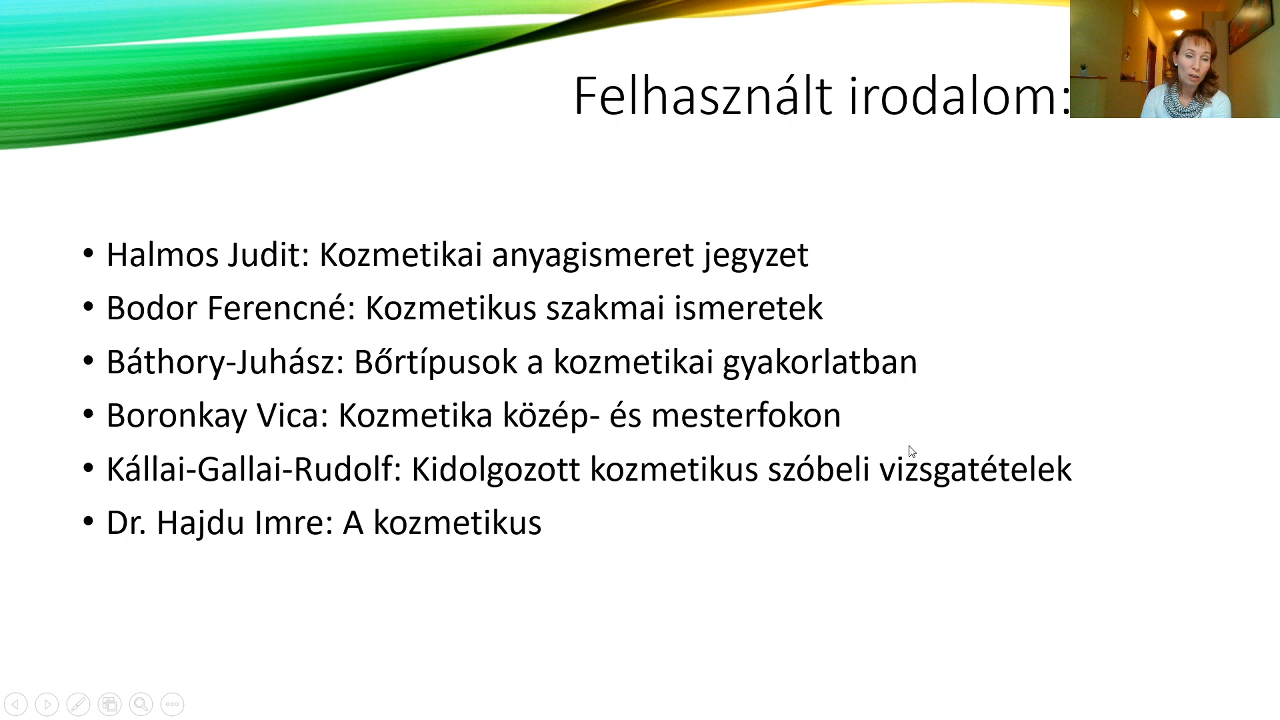 Felhasznált irodalom:
• Halmos Judit: Kozmetikai anyagismeret jegyzet
• Bodor Ferencné: Kozmetikus szakmai ismeretek
• Báthory-Juhász: Bőrtípusok a kozmetikai gyakorlatban
• Boronkay Vica: Kozmetika közép- és mesterfokon
• Kállai-Gallai-Rudolf: Kidolgozott kozmetikus szóbeli vizsgatételek
• Dr. Hajdu Imre: A kozmetikus